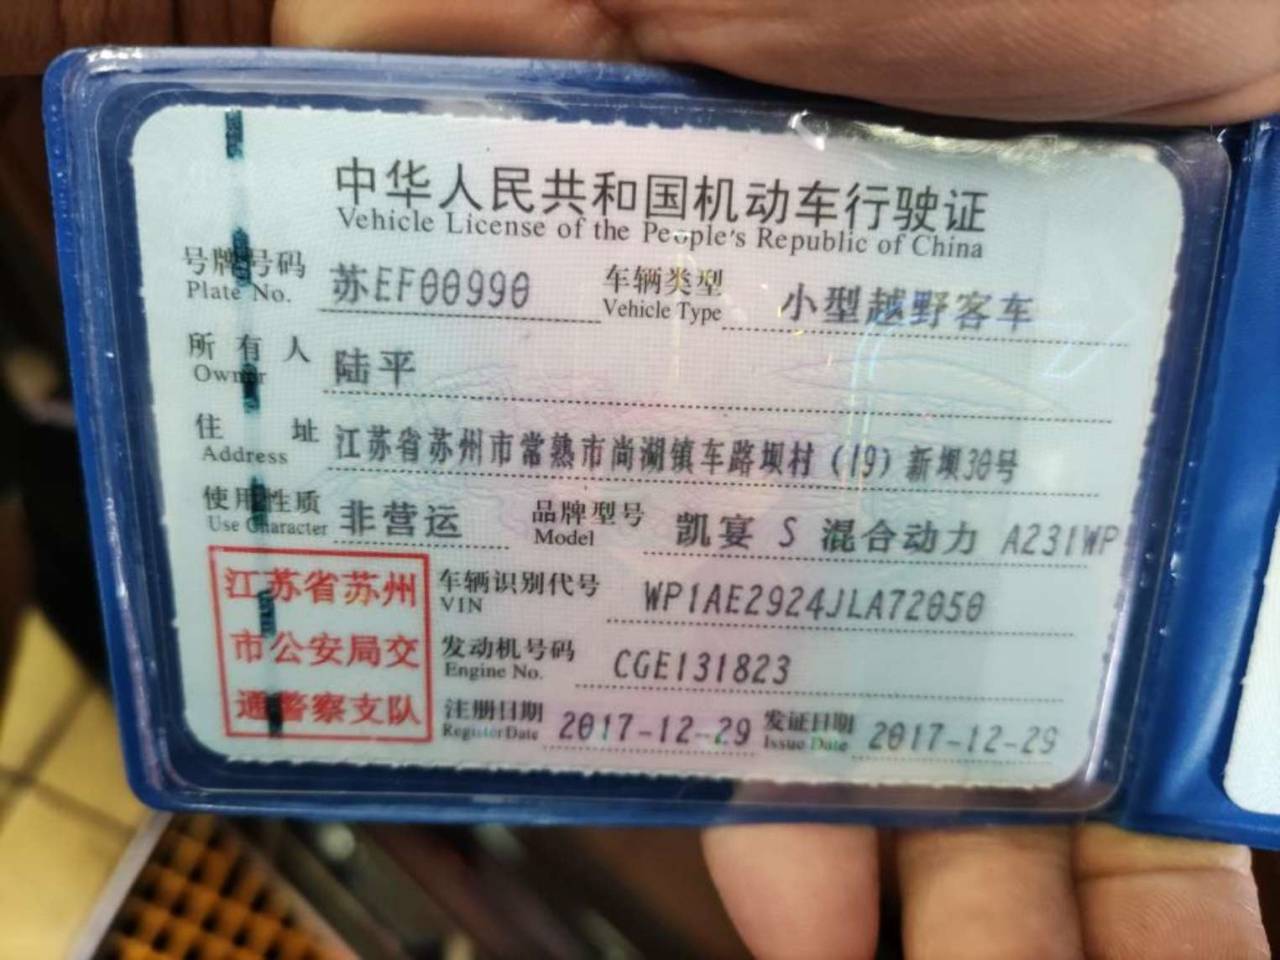 中华人民共和国机动车行驶证
Vehicle License of the People's Republic of China
号牌号码 苏EF00990 车辆类型 小型越野客车
Plate No. Vehicle Type
所有人 陆平
Owner
住址 江苏省苏州市常熟市尚湖镇车路坝村(19)新坝30号
Address
使用性质 非营运 品牌型号 凯宴 S 混合动力 A231WP
Use Character Model
江苏省苏州
市公安局交
通警察支队
车辆识别代号 WP1AE2924JLA72050
VIN
发动机号码 CGE131823
Engine No.
注册日期 2017-12-29 发证日期 2017-12-29
Register Date Issue Date